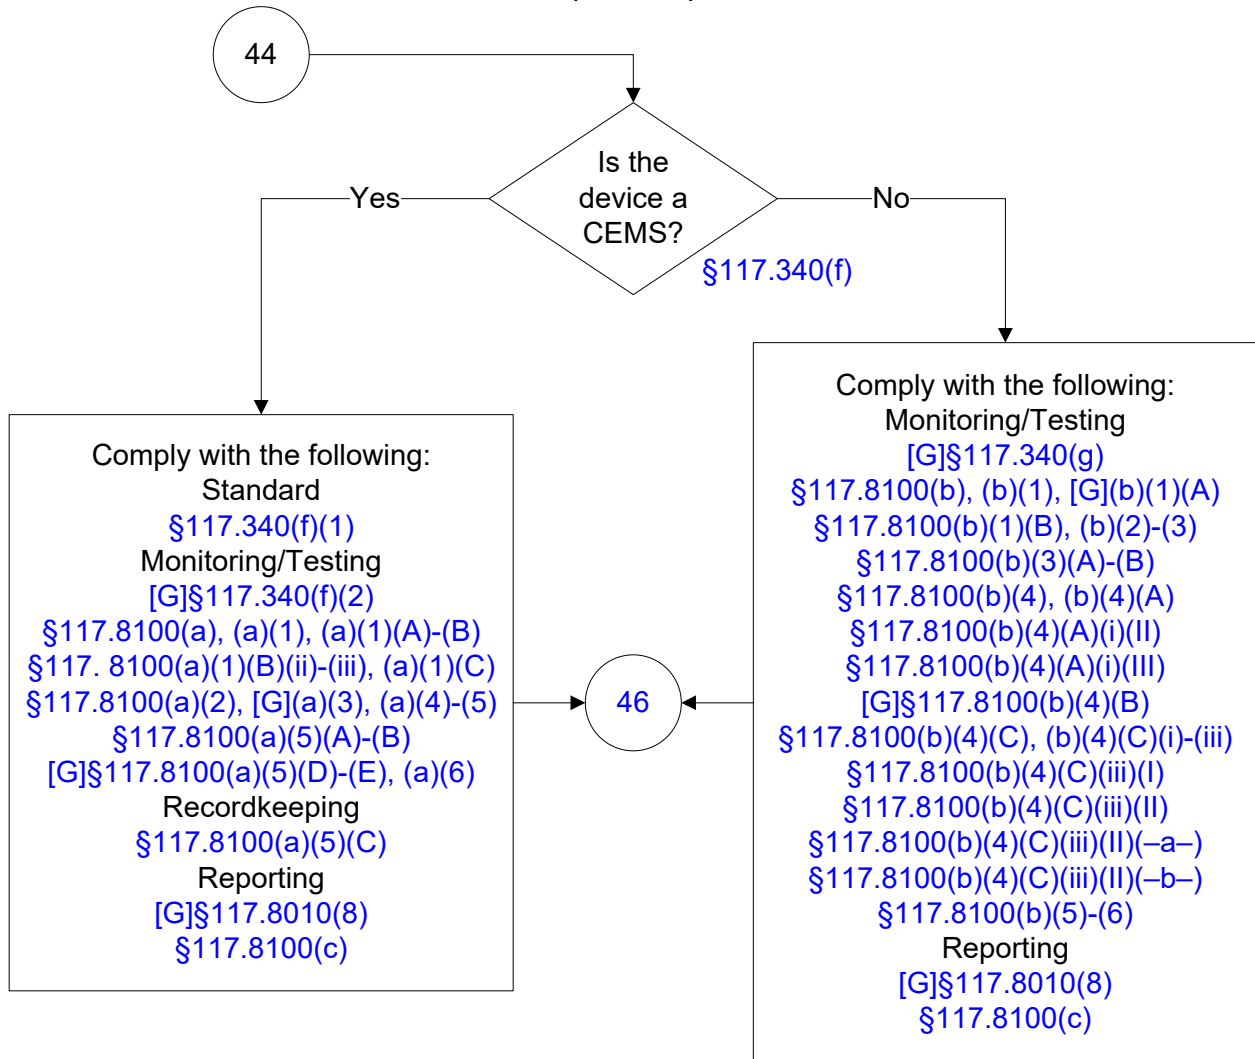 44
Is the
device a
CEMS?
Yes
No
§117.340(f)
Comply with the following:
Standard
§117.340(f)(1)
Monitoring/Testing
[G]§117.340(f)(2)
§117.8100(a), (a)(1), (a)(1)(A)-(B)
§117. 8100(a)(1)(B)(ii)-(iii), (a)(1)(C)
§117.8100(a)(2), [G](a)(3), (a)(4)-(5)
§117.8100(a)(5)(A)-(B)
[G]§117.8100(a)(5)(D)-(E), (a)(6)
Recordkeeping
§117.8100(a)(5)(C)
Reporting
[G]§117.8010(8)
§117.8100(c)
46
Comply with the following:
Monitoring/Testing
[G]§117.340(g)
§117.8100(b), (b)(1), [G](b)(1)(A)
§117.8100(b)(1)(B), (b)(2)-(3)
§117.8100(b)(3)(A)-(B)
§117.8100(b)(4), (b)(4)(A)
§117.8100(b)(4)(A)(i)(II)
§117.8100(b)(4)(A)(i)(III)
[G]§117.8100(b)(4)(B)
§117.8100(b)(4)(C), (b)(4)(C)(i)-(iii)
§117.8100(b)(4)(C)(iii)(I)
§117.8100(b)(4)(C)(iii)(II)
§117.8100(b)(4)(C)(iii)(II)(–a–)
§117.8100(b)(4)(C)(iii)(II)(–b–)
§117.8100(b)(5)-(6)
Reporting
[G]§117.8010(8)
§117.8100(c)